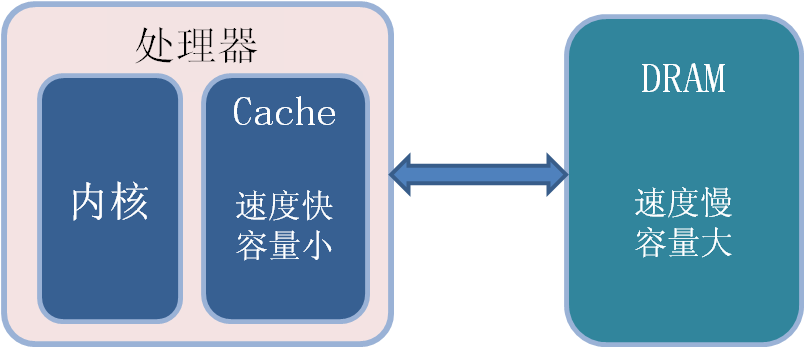 处理器
内核
Cache
速度快
容量小
DRAM
速度慢
容量大